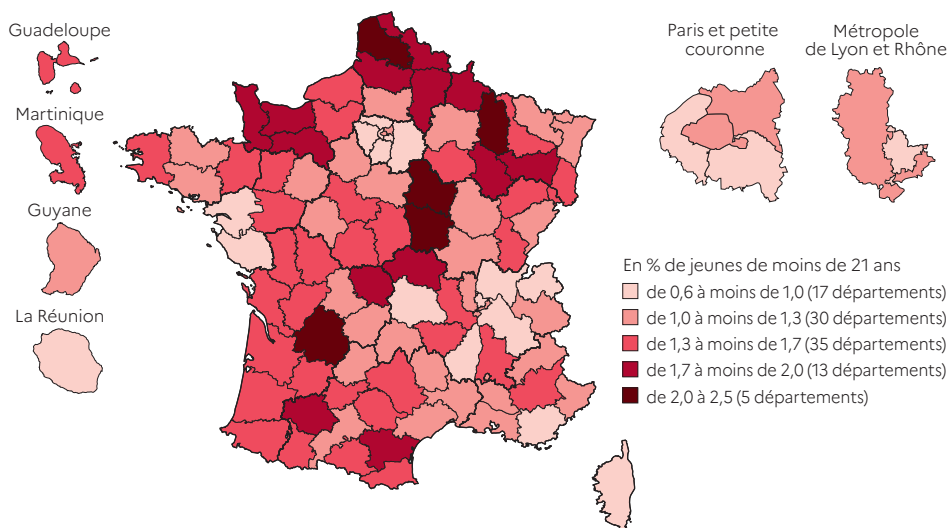 Guadeloupe
Martinique
Guyane
La Réunion
Paris et petite
couronne
Métropole
de Lyon et Rhône
En % de jeunes de moins de 21 ans
de 0,6 à moins de 1,0 (17 départements)
de 1,0 à moins de 1,3 (30 départements)
de 1,3 à moins de 1,7 (35 départements)
de 1,7 à moins de 2,0 (13 départements)
de 2,0 à 2,5 (5 départements)